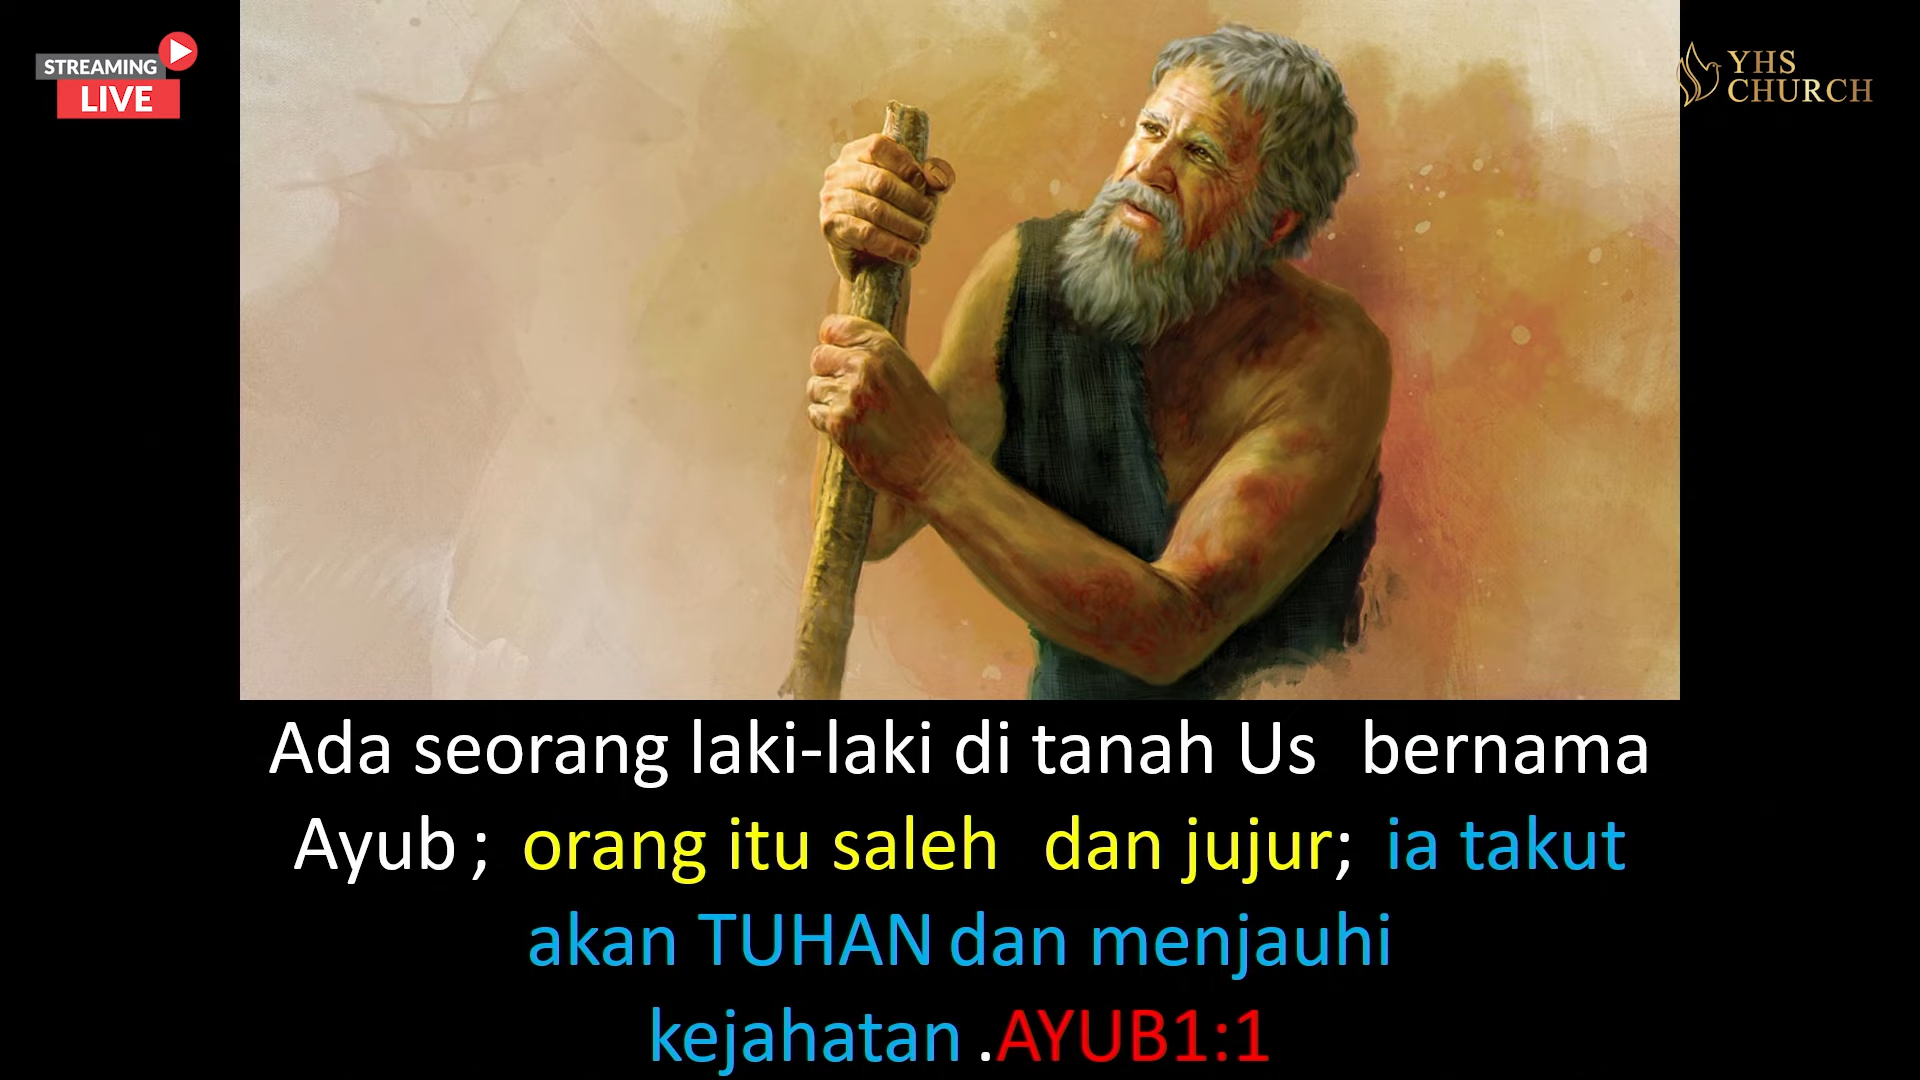 STREAMING
LIVE
YHS
CHURCH
Ada seorang laki-laki di tanah Us bernama
Ayub ; orang itu saleh dan jujur; ia takut
akan TUHAN dan menjauhi
kejahatan .AYUB1:1